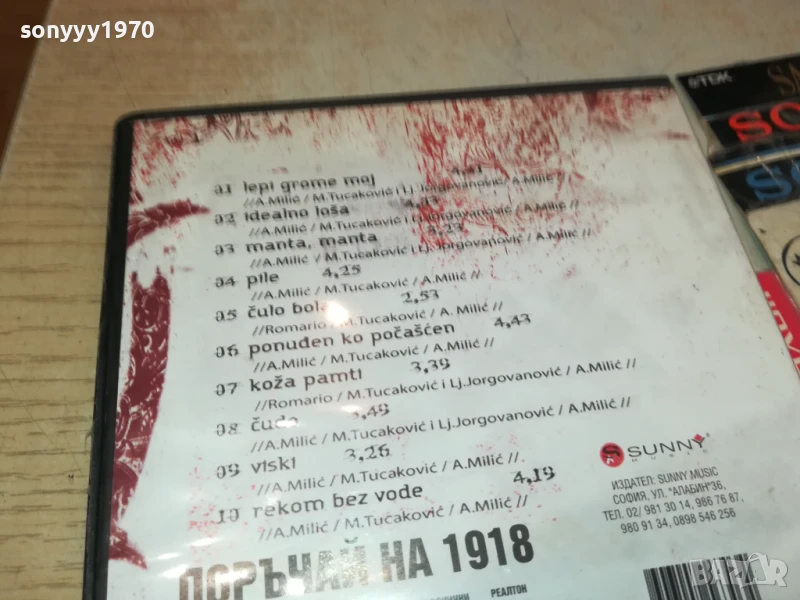 sonyyy1970
TDK
01 lepi grome moj 4,41
//A.Milić / M.Tucaković i Lj.Jorgovanović / A.Milić //
02 idealno loša
//A.Milić / M.Tucaković i Lj.Jorgovanović / A.Milić //
03 manta, manta 3,23
//A.Milić / M.Tucaković i Lj.Jorgovanović / A.Milić //
04 pile 4,25
//A.Milić / M.Tucaković / A.Milić //
05 čulo bola 2,53
//Romario / M.Tucaković / A. Milić //
06 ponuđen ko počašćen 4,43
//A.Milić / M.Tucaković / A.Milić //
07 koža pamti 3,39
//Romario / M.Tucaković i Lj.Jorgovanović / A.Milić //
08 čudo 3,49
//A.Milić / M.Tucaković i Lj.Jorgovanović / A.Milić //
09 viski 3,26
//A.Milić / M.Tucaković / A.Milić //
10 rekom bez vode 4,19
//A.Milić / M.Tucaković / A.Milić //
SUNNY
MUSIC
ИЗДАТЕЛ: SUNNY MUSIC
СОФИЯ, УЛ. "АЛАБИН"36,
ТЕЛ. 02/ 981 30 14, 986 76 87,
980 91 34, 0898 546 256
ПОРЪЧАЙ НА 1918
РЕАЛТОН
BAZAR